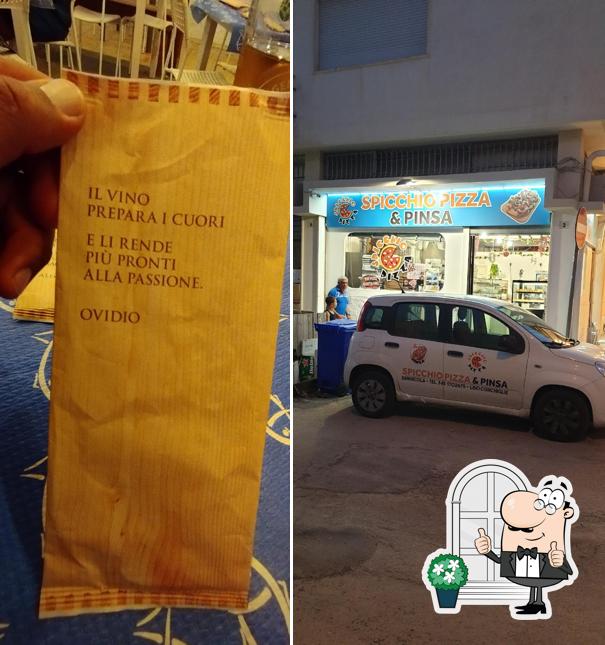 IL VINO
PREPARA I CUORI
E LI RENDE
PIÙ PRONTI
ALLA PASSIONE.
OVIDIO
SPICCHIO PIZZA
& PINSA
SPICCHIO PIZZA & PINSA